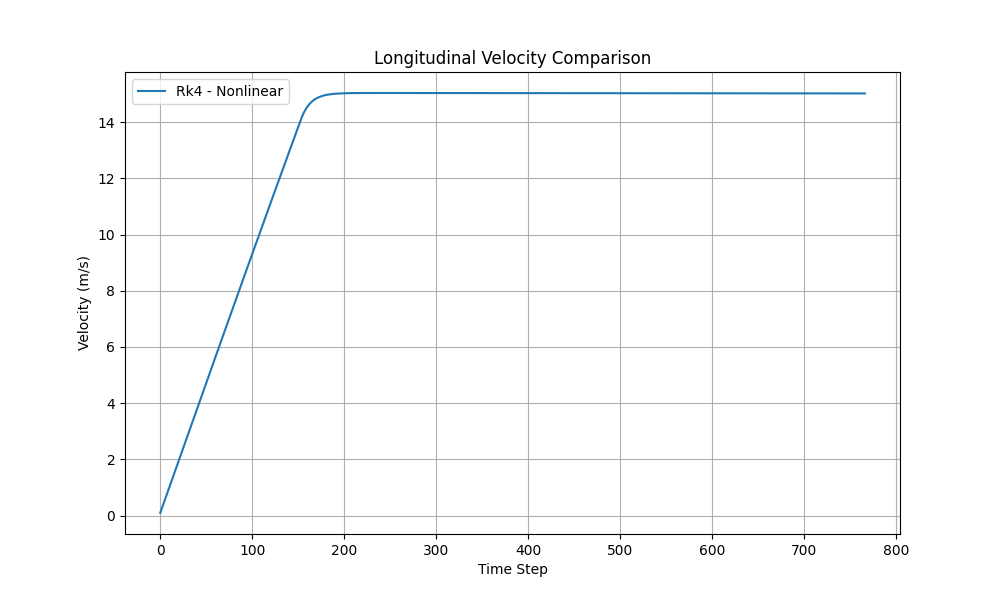 Longitudinal Velocity Comparison
Rk4 - Nonlinear
Velocity (m/s)
14
12
10
8
6
4
2
0
0 100 200 300 400 500 600 700 800
Time Step